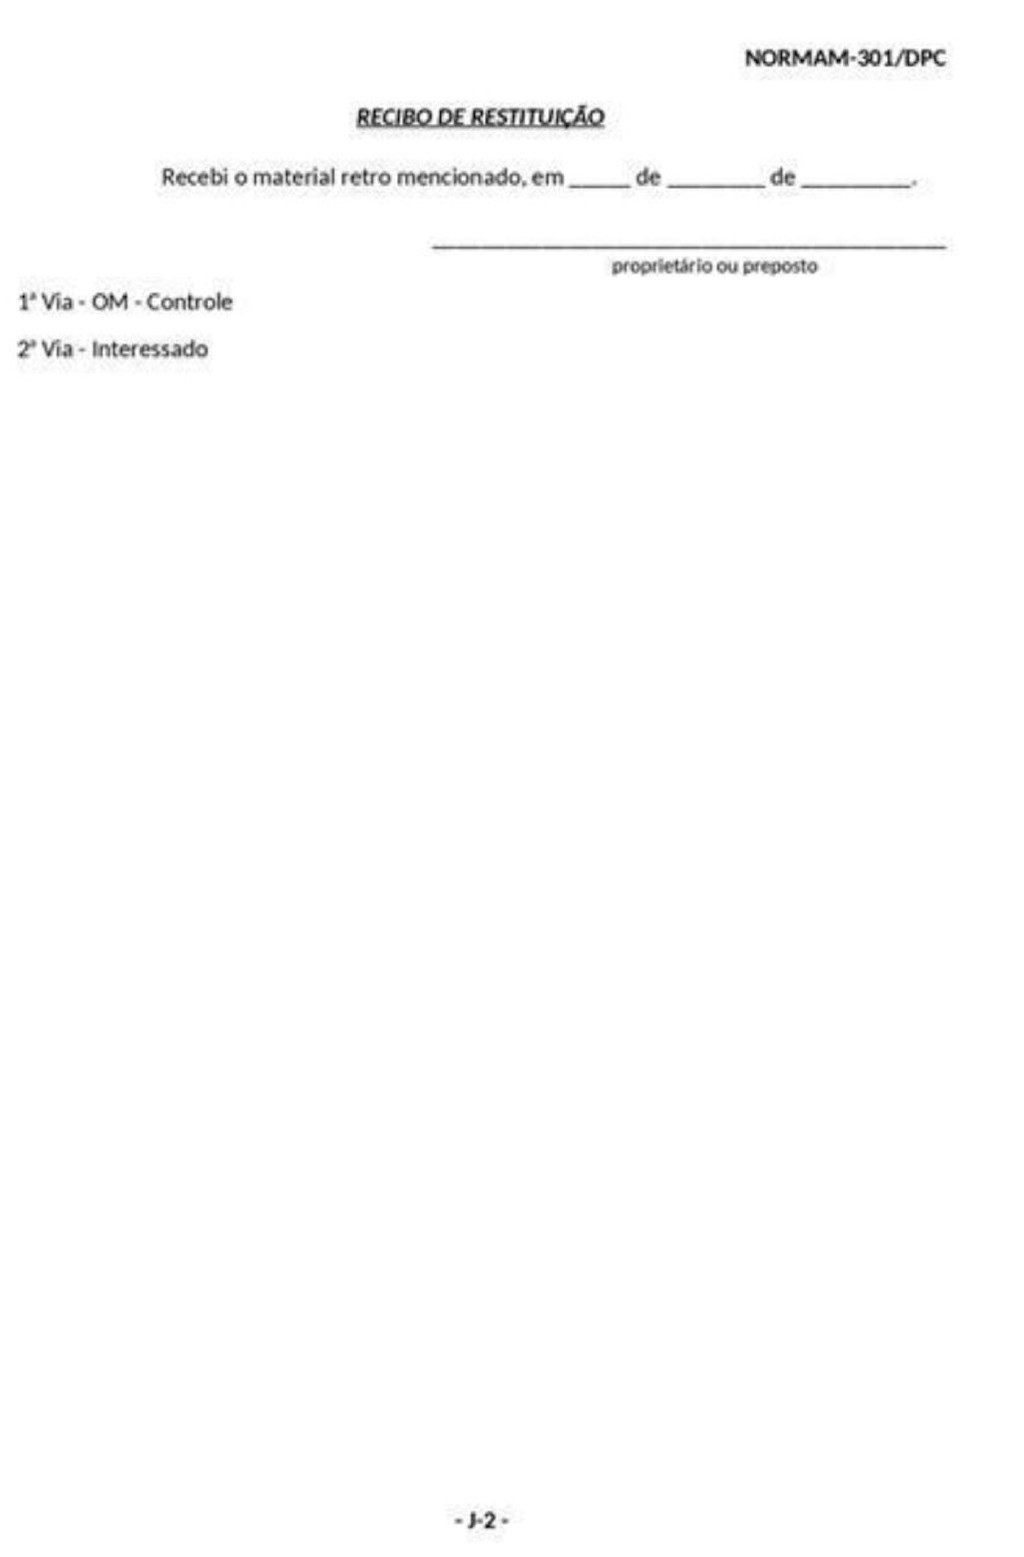 NORMAM-301/DPC
RECIBO DE RESTITUIÇÃO
Recebi o material retro mencionado, em _____ de ________ de _________.
proprietário ou preposto
1ª Via - OM - Controle
2ª Via - Interessado
- J-2 -